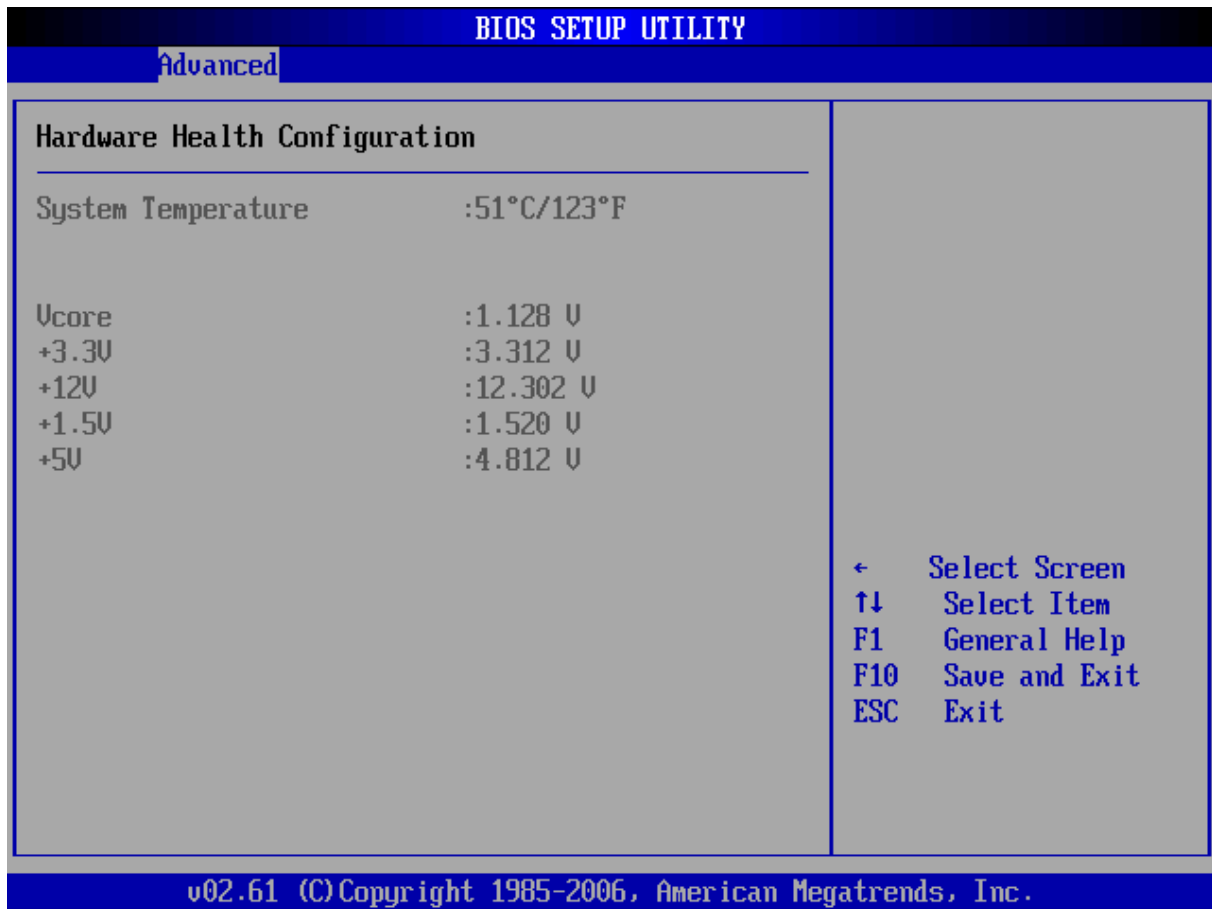 BIOS SETUP UTILITY
Advanced
Hardware Health Configuration
System Temperature :51°C/123°F
Vcore :1.128 V
+3.3V :3.312 V
+12V :12.302 V
+1.5V :1.520 V
+5V :4.812 V
← Select Screen
↑↓ Select Item
F1 General Help
F10 Save and Exit
ESC Exit
v02.61 (C)Copyright 1985-2006, American Megatrends, Inc.